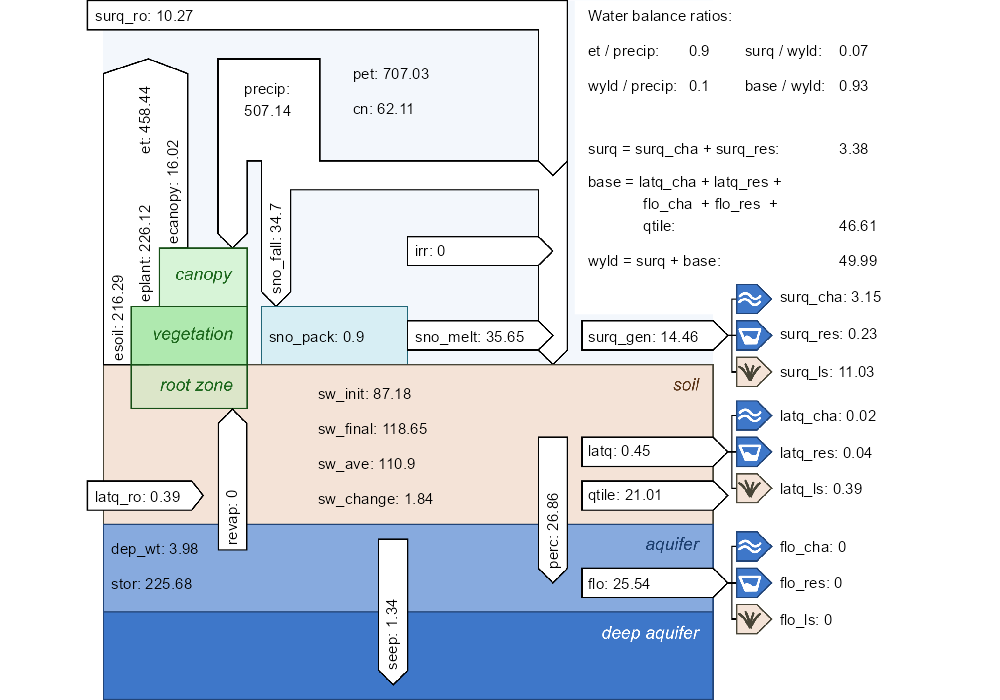 surq_ro: 10.27
Water balance ratios:
et / precip: 0.9 surq / wyld: 0.07
wyld / precip: 0.1 base / wyld: 0.93
pet: 707.03
cn: 62.11
precip:
507.14
et: 458.44
ecanopy: 16.02
eplant: 226.12
esoil: 216.29
sno_fall: 34.7
surq = surq_cha + surq_res: 3.38
base = latq_cha + latq_res +
flo_cha + flo_res +
qtile: 46.61
wyld = surq + base: 49.99
irr: 0
canopy
vegetation
root zone
sno_pack: 0.9
sno_melt: 35.65
surq_gen: 14.46
surq_cha: 3.15
surq_res: 0.23
surq_ls: 11.03
soil
sw_init: 87.18
sw_final: 118.65
sw_ave: 110.9
sw_change: 1.84
latq_ro: 0.39
revap: 0
perc: 26.86
latq: 0.45
qtile: 21.01
latq_cha: 0.02
latq_res: 0.04
latq_ls: 0.39
aquifer
dep_wt: 3.98
stor: 225.68
seep: 1.34
flo: 25.54
flo_cha: 0
flo_res: 0
flo_ls: 0
deep aquifer